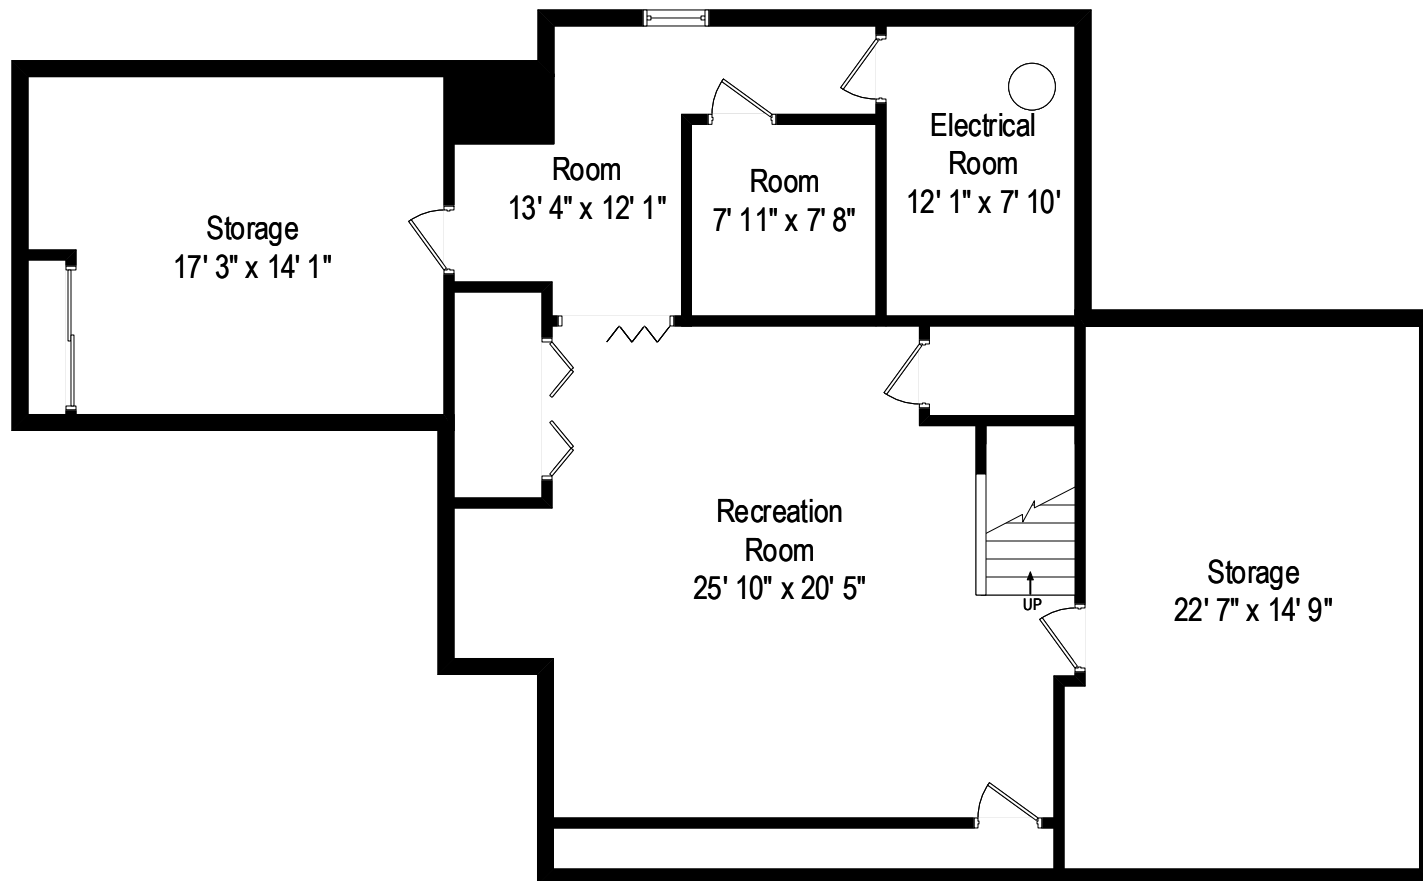 Electrical
Room
12' 1" x 7' 10'
Room
13' 4" x 12' 1"
Room
7' 11" x 7' 8"
Storage
17' 3" x 14' 1"
Recreation
Room
25' 10" x 20' 5"
UP
Storage
22' 7" x 14' 9"